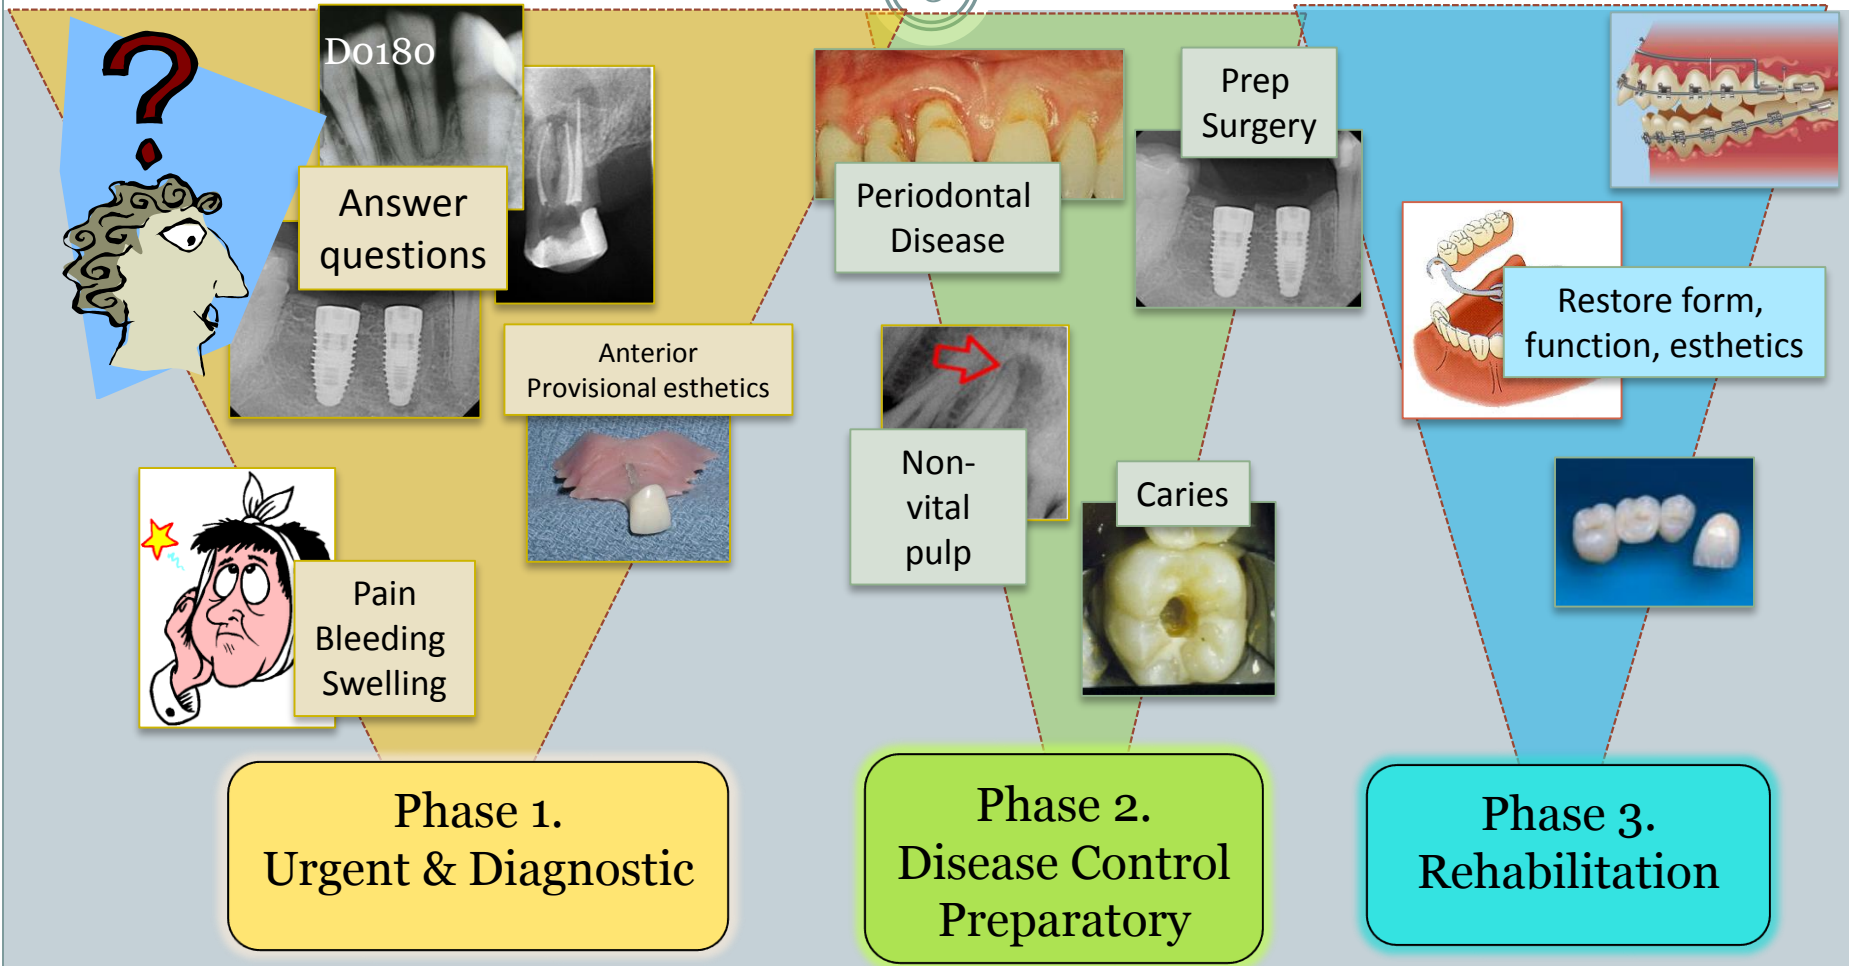 D0180
Answer
questions
Anterior
Provisional esthetics
Pain
Bleeding
Swelling
Phase 1.
Urgent & Diagnostic
Periodontal
Disease
Prep
Surgery
Non-
vital
pulp
Caries
Phase 2.
Disease Control
Preparatory
Restore form,
function, esthetics
Phase 3.
Rehabilitation